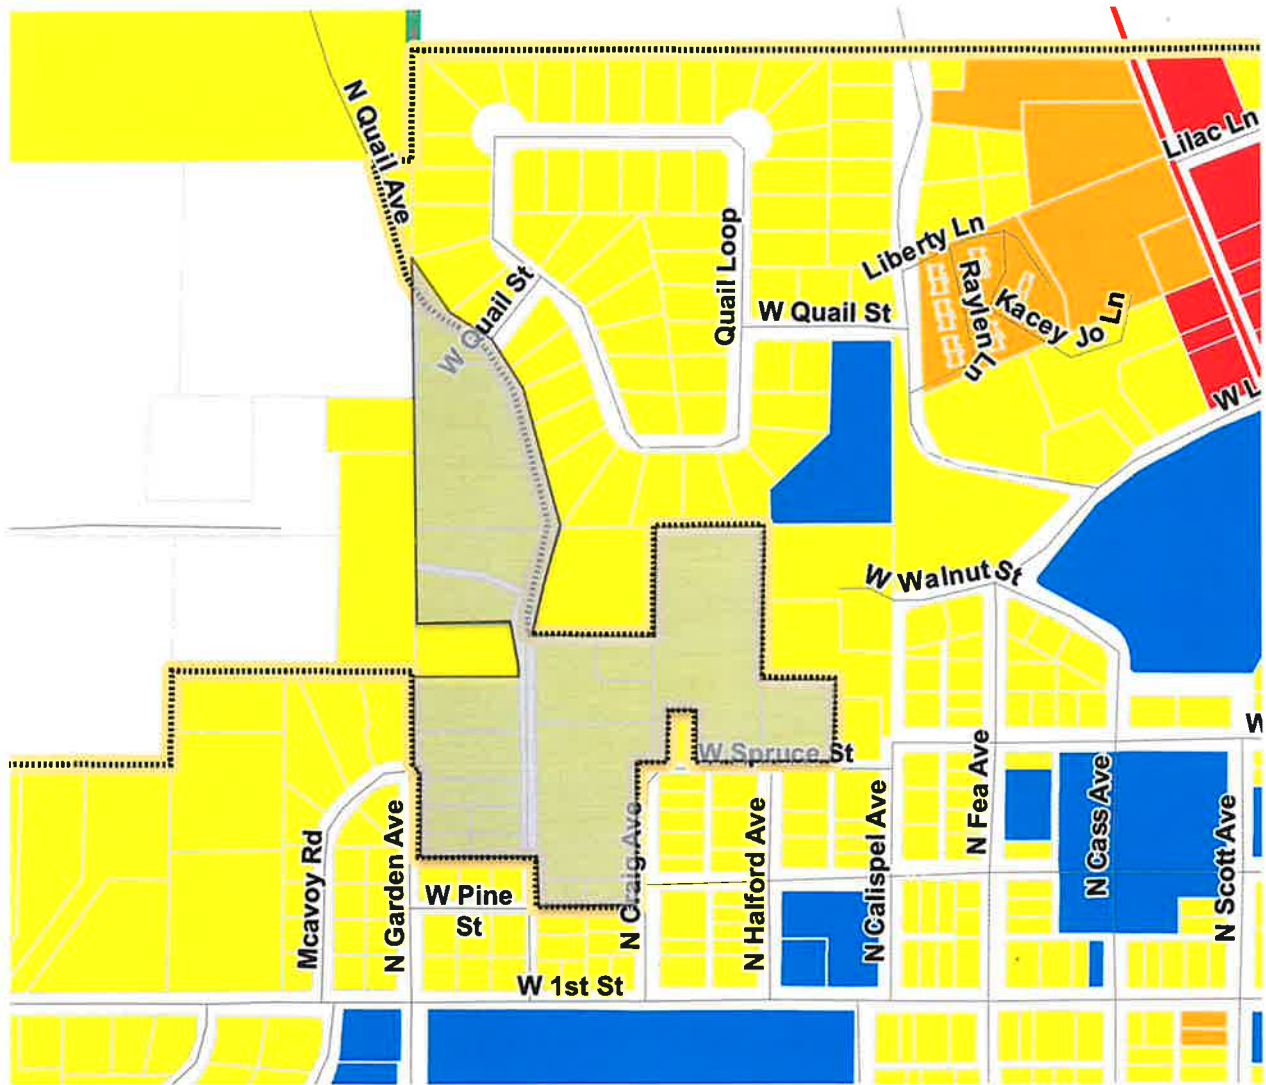 N Quail Ave
Lilac Ln
Quail Loop
Liberty Ln
Raylen Ln
Kacey Jo Ln
W Quail St
W Quail St
W L
W Walnut St
W
W Spruce St
N Fea Ave
N Cass Ave
N Scott Ave
N Calispel Ave
N Halford Ave
N Craig Ave
N Garden Ave
Mcavoy Rd
W Pine
St
W 1st St